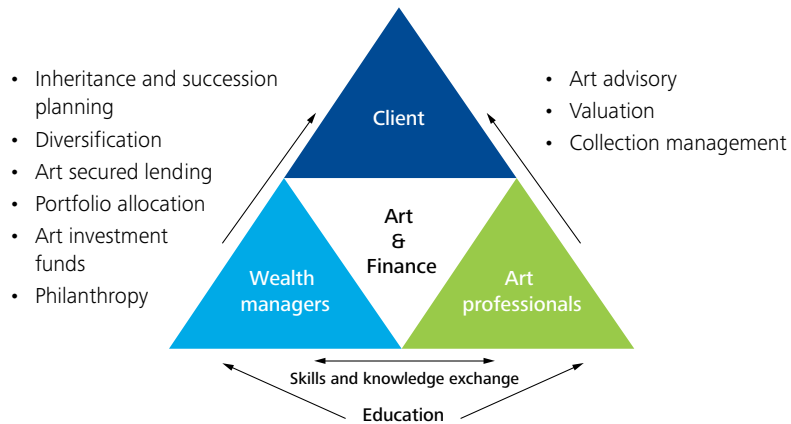 • Inheritance and succession
planning
• Diversification
• Art secured lending
• Portfolio allocation
• Art investment
funds
• Philanthropy
Client
• Art advisory
• Valuation
• Collection management
Art
&
Finance
Wealth
managers
Art
professionals
Skills and knowledge exchange
Education